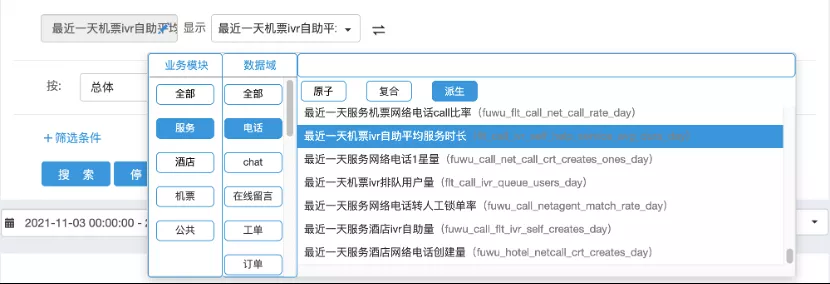 最近一天机票ivr自助平均 显示 最近一天机票ivr自助平:
业务模块 数据域
全部 全部 原子 复合 派生
按: 总体
最近一天服务机票网络电话call比率（fuwu_flt_call_net_call_rate_day）
服务 电话 最近一天机票ivr自助平均服务时长
+筛选条件
酒店 chat 最近一天服务网络电话1星量（fuwu_call_net_call_crt_creates_ones_day）
搜 索 停
机票 在线留言 最近一天机票ivr排队用户量（flt_call_ivr_queue_users_day）
最近一天服务网络电话转人工锁单率（fuwu_call_netagent_match_rate_day）
2021-11-03 00:00:00 - 2
公共 工单 最近一天服务酒店ivr自助量（fuwu_call_flt_ivr_self_creates_day）
订单 最近一天服务酒店网络电话创建量（fuwu_hotel_netcall_crt_creates_day）